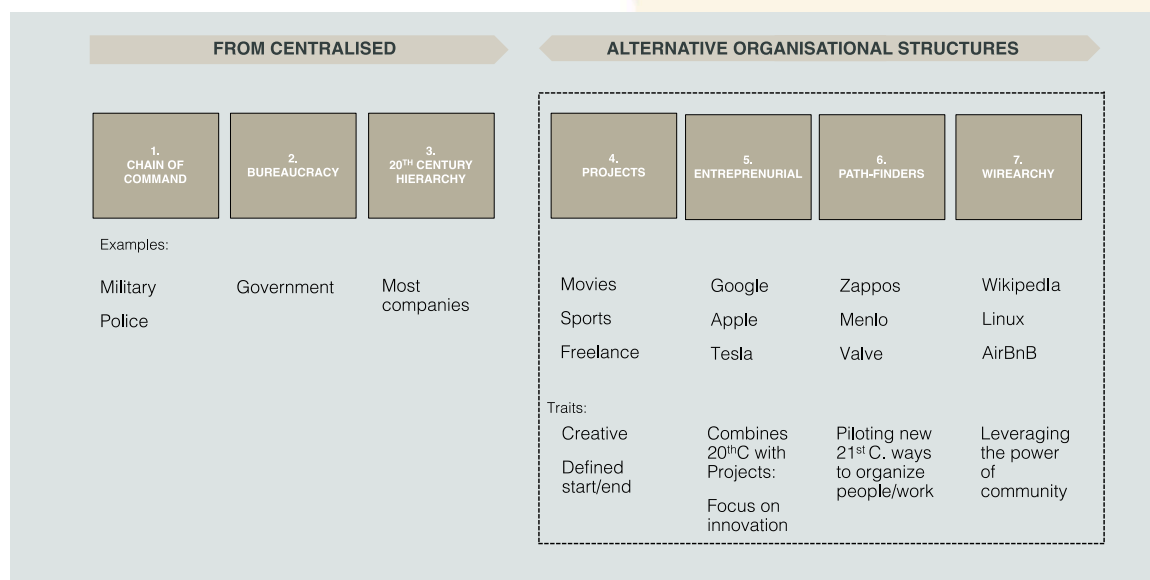 FROM CENTRALISED
ALTERNATIVE ORGANISATIONAL STRUCTURES
1.
CHAIN OF
COMMAND
2.
BUREAUCRACY
3.
20TH CENTURY
HIERARCHY
4.
PROJECTS
5.
ENTREPRENURIAL
6.
PATH-FINDERS
7.
WIREARCHY
Examples:
Military
Police
Government
Most
companies
Movies
Sports
Freelance
Google
Apple
Tesla
Zappos
Menlo
Valve
Wikipedia
Linux
AirBnB
Traits:
Creative
Defined
start/end
Combines
20thC with
Projects:
Focus on
innovation
Piloting new
21st C. ways
to organize
people/work
Leveraging
the power
of
community